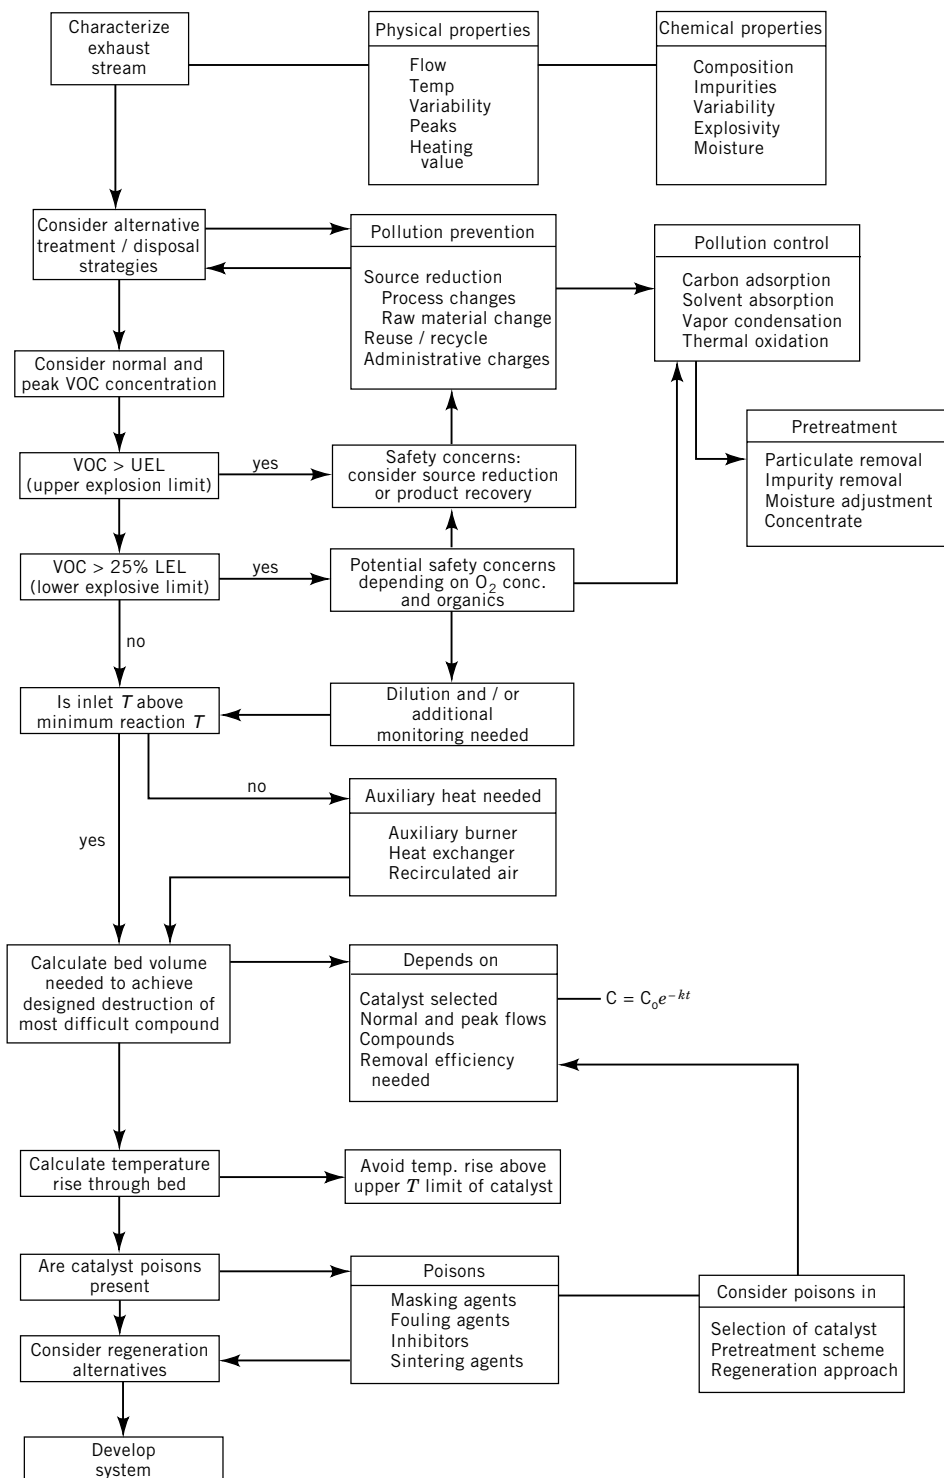 Characterize
exhaust
stream
Physical properties
Flow
Temp
Variability
Peaks
Heating
value
Chemical properties
Composition
Impurities
Variability
Explosivity
Moisture
Consider alternative
treatment / disposal
strategies
Pollution prevention
Source reduction
Process changes
Raw material change
Reuse / recycle
Administrative charges
Pollution control
Carbon adsorption
Solvent absorption
Vapor condensation
Thermal oxidation
Consider normal and
peak VOC concentration
Pretreatment
Particulate removal
Impurity removal
Moisture adjustment
Concentrate
VOC > UEL
(upper explosion limit)
yes
Safety concerns:
consider source reduction
or product recovery
VOC > 25% LEL
(lower explosive limit)
yes
Potential safety concerns
depending on O₂ conc.
and organics
no
Is inlet T above
minimum reaction T
Dilution and / or
additional
monitoring needed
no
Auxiliary heat needed
Auxiliary burner
Heat exchanger
Recirculated air
yes
Calculate bed volume
needed to achieve
designed destruction of
most difficult compound
Depends on
Catalyst selected
Normal and peak flows
Compounds
Removal efficiency
needed
C = C₀e^{−kt}
Calculate temperature
rise through bed
Avoid temp. rise above
upper T limit of catalyst
Are catalyst poisons
present
Poisons
Masking agents
Fouling agents
Inhibitors
Sintering agents
Consider poisons in
Selection of catalyst
Pretreatment scheme
Regeneration approach
Consider regeneration
alternatives
Develop
system